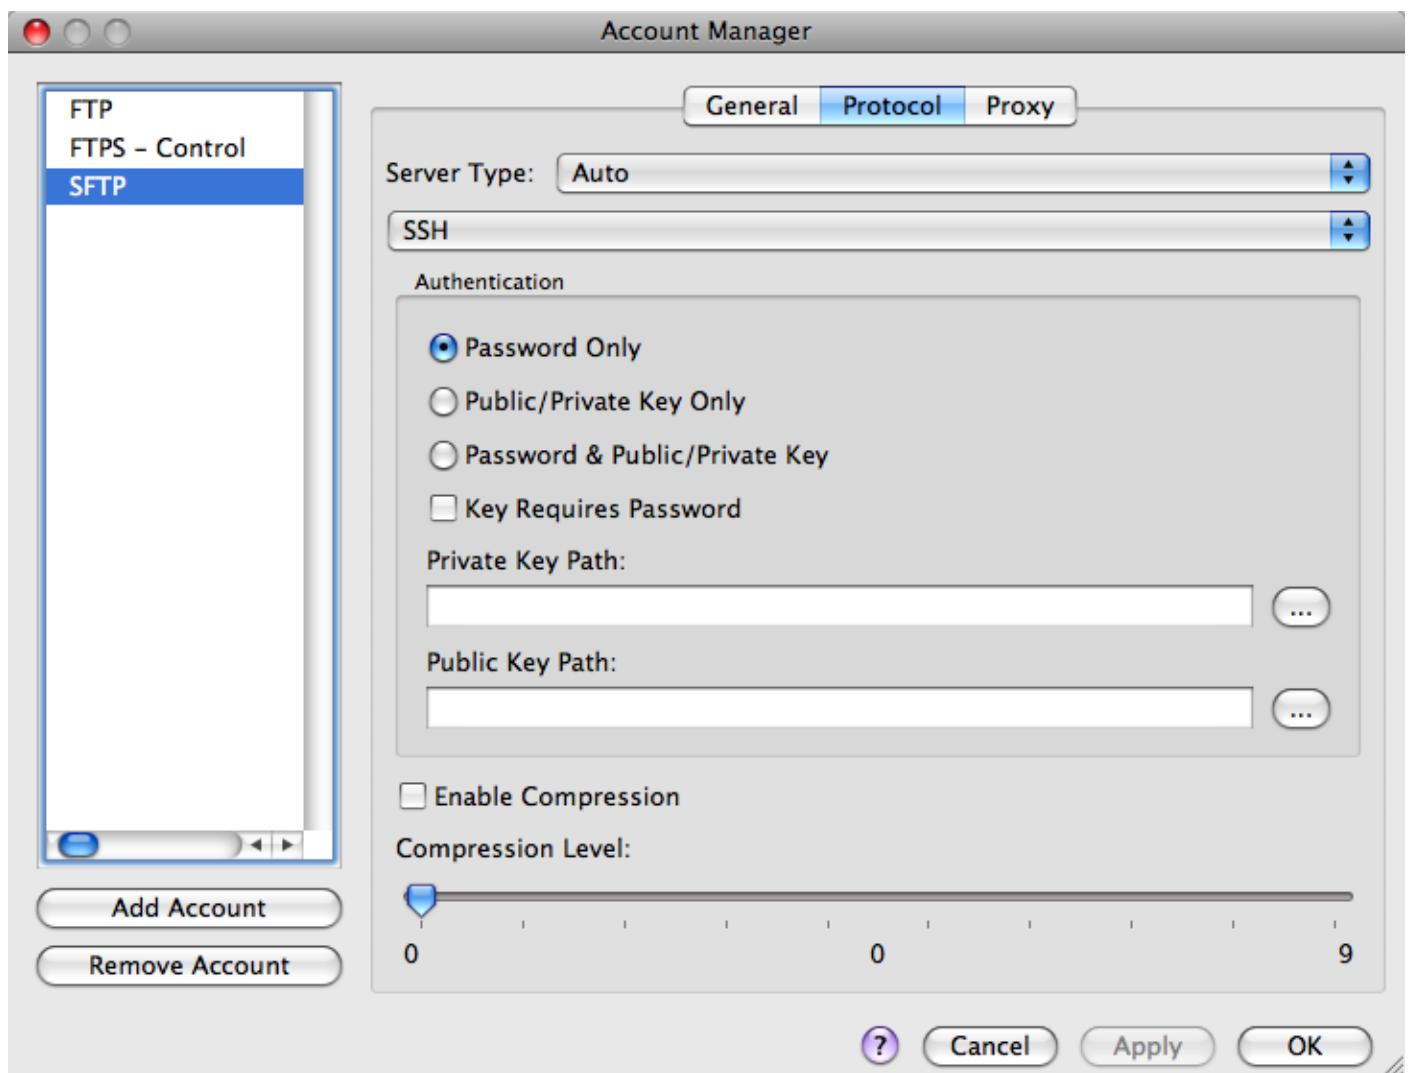 Account Manager
FTP
FTPS – Control
SFTP
Add Account
Remove Account
General Protocol Proxy
Server Type: Auto
SSH
Authentication
Password Only
Public/Private Key Only
Password & Public/Private Key
Key Requires Password
Private Key Path:
...
Public Key Path:
...
Enable Compression
Compression Level:
0 0 9
? Cancel Apply OK